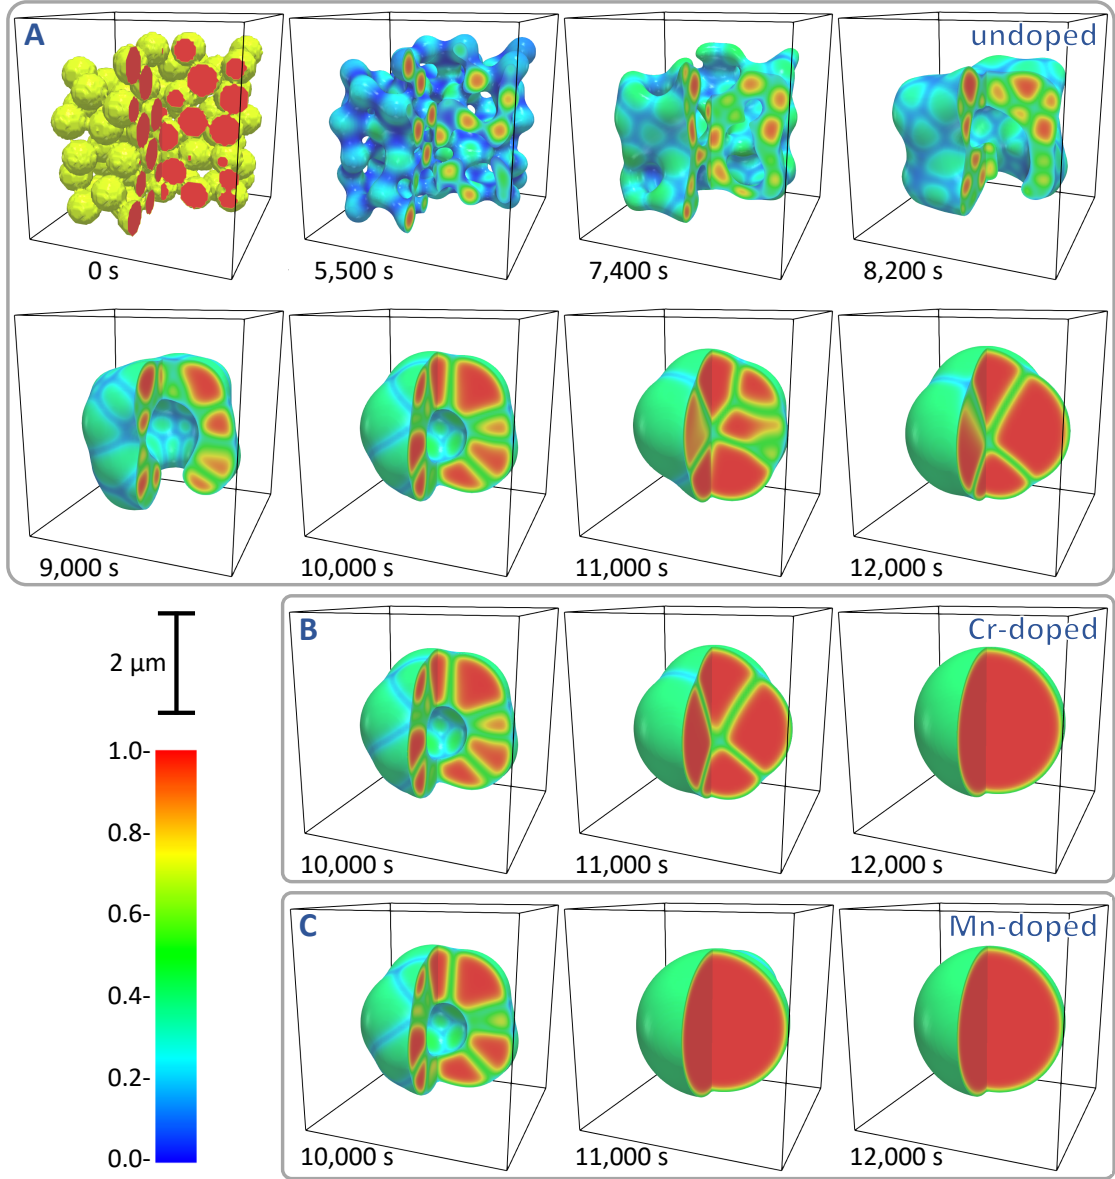 A
undoped
0 s
5,500 s
7,400 s
8,200 s
9,000 s
10,000 s
11,000 s
12,000 s
2 µm
1.0-
0.8-
0.6-
0.4-
0.2-
0.0-
B
Cr-doped
10,000 s
11,000 s
12,000 s
C
Mn-doped
10,000 s
11,000 s
12,000 s